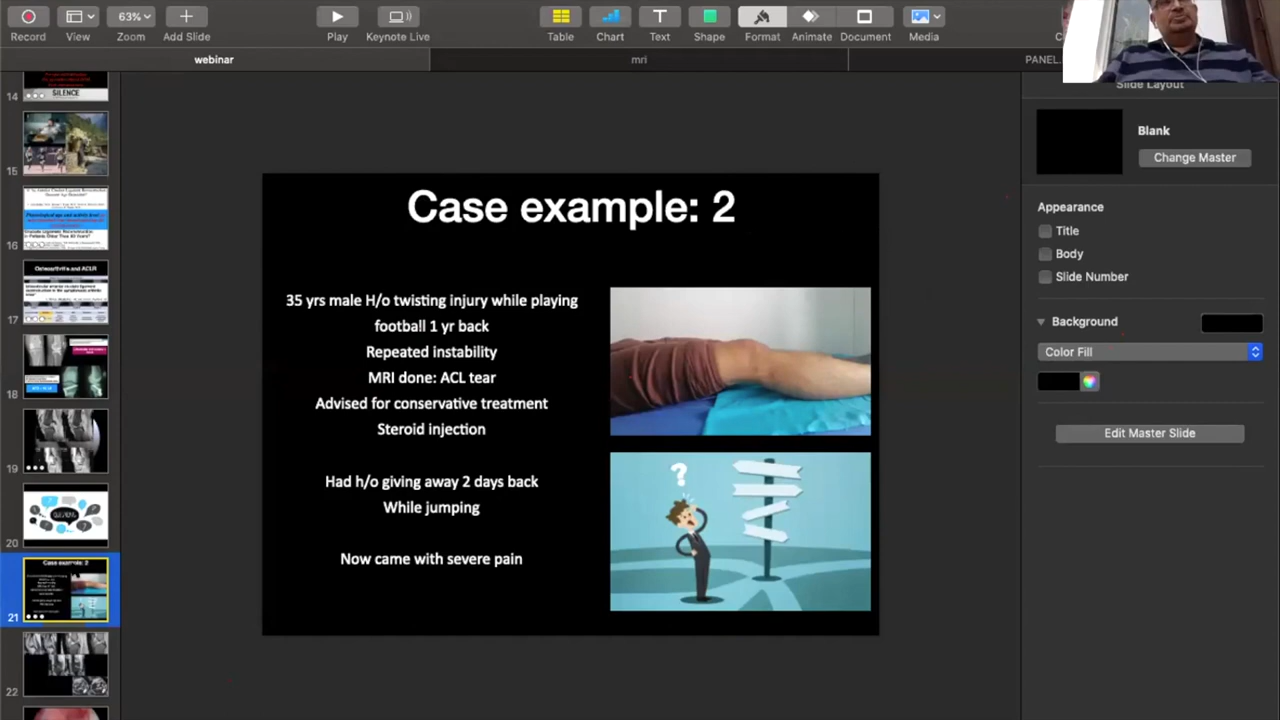 Record
View
63%
Zoom
Add Slide
Play
Keynote Live
Table
Chart
Text
Shape
Format
Animate
Document
Media
webinar
mri
PANEL.
14
SILENCE
15
16
Osteoarthritis and ACLR
17
18
19
20
Case example: 2
21
22
Case example: 2
35 yrs male H/o twisting injury while playing
football 1 yr back
Repeated instability
MRI done: ACL tear
Advised for conservative treatment
Steroid injection
Had h/o giving away 2 days back
While jumping
Now came with severe pain
?
Slide Layout
Blank
Change Master
Appearance
Title
Body
Slide Number
Background
Color Fill
Edit Master Slide